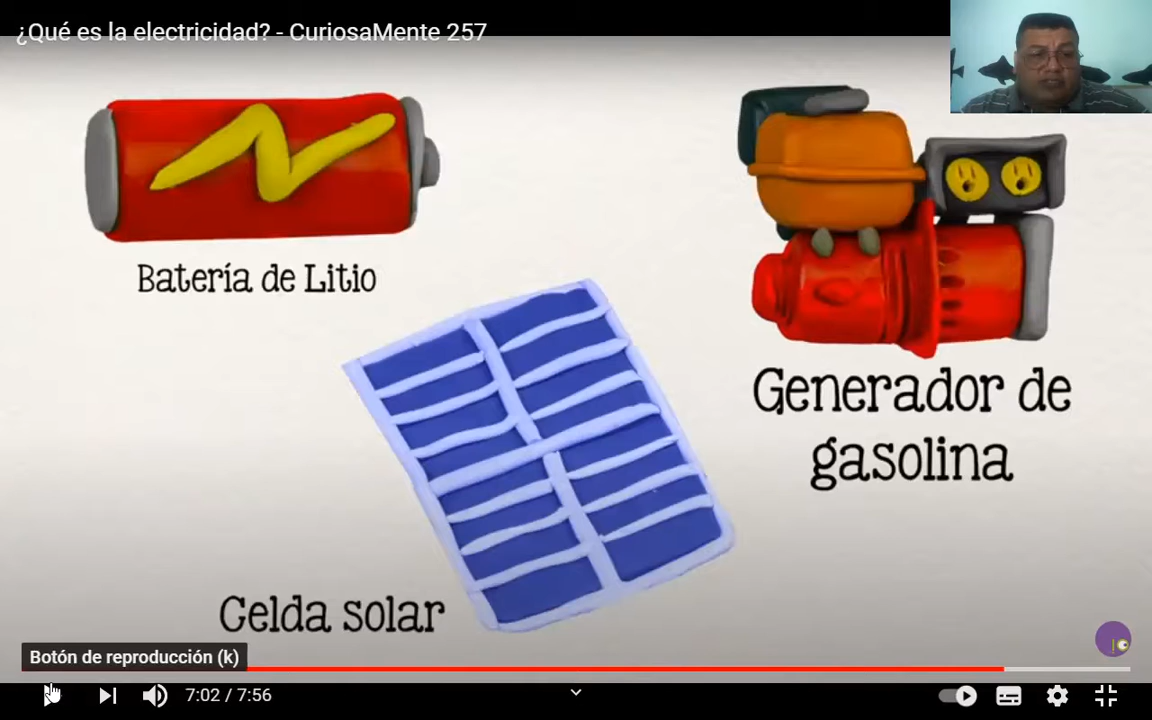 ¿Qué es la electricidad? - CuriosaMente 257
Batería de Litio
Generador de
gasolina
Celda solar
Botón de reproducción (k)
7:02 / 7:56